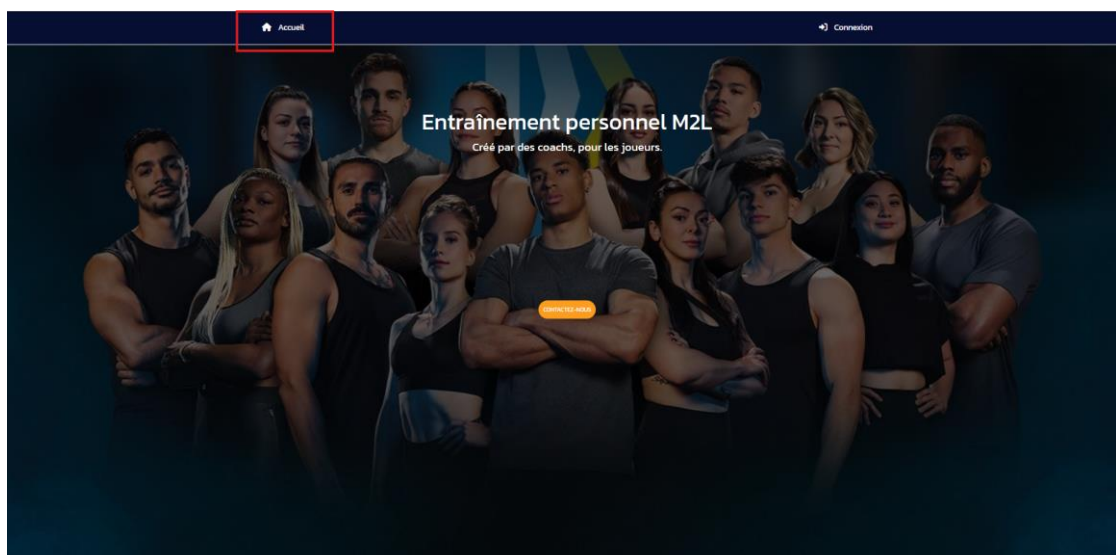 Accueil
Connexion
Entraînement personnel M2L
Créé par des coachs, pour les joueurs.
CONTACTEZ-NOUS